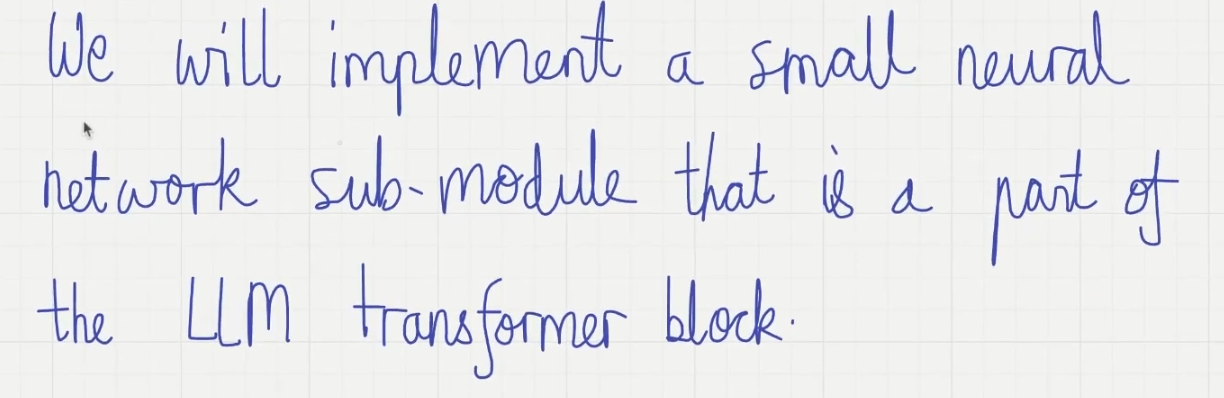 We will implement a small neural
network sub-module that is a part of
the LLM transformer block.